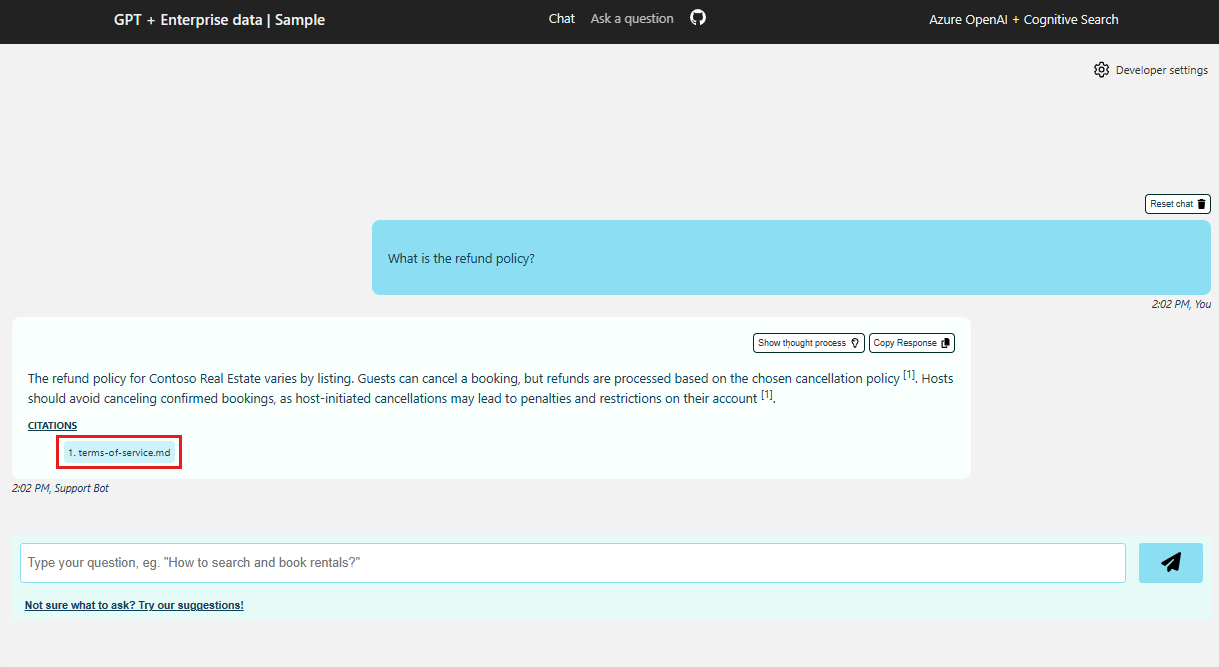 GPT + Enterprise data | Sample
Chat
Ask a question
Azure OpenAI + Cognitive Search
Developer settings
Reset chat
What is the refund policy?
2:02 PM, You
Show thought process
Copy Response
The refund policy for Contoso Real Estate varies by listing. Guests can cancel a booking, but refunds are processed based on the chosen cancellation policy [1]. Hosts
should avoid canceling confirmed bookings, as host-initiated cancellations may lead to penalties and restrictions on their account [1].
CITATIONS
1. terms-of-service.md
2:02 PM, Support Bot
Type your question, eg. "How to search and book rentals?"
Not sure what to ask? Try our suggestions!